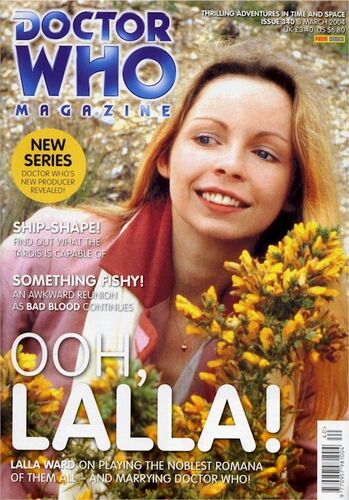 DOCTOR
WHO
MAGAZINE
THRILLING ADVENTURES IN TIME AND SPACE
ISSUE 340 8 MARCH 2004
UK £3.40 US $6.80
PANINI COMICS
NEW
SERIES
DOCTOR WHO'S
NEW PRODUCER
REVEALED!
SHIP-SHAPE!
FIND OUT WHAT THE
TARDIS IS CAPABLE OF
SOMETHING FISHY!
AN AWKWARD REUNION
AS BAD BLOOD CONTINUES
OOH,
LALLA!
LALLA WARD ON PLAYING THE NOBLEST ROMANA
OF THEM ALL – AND MARRYING DOCTOR WHO!